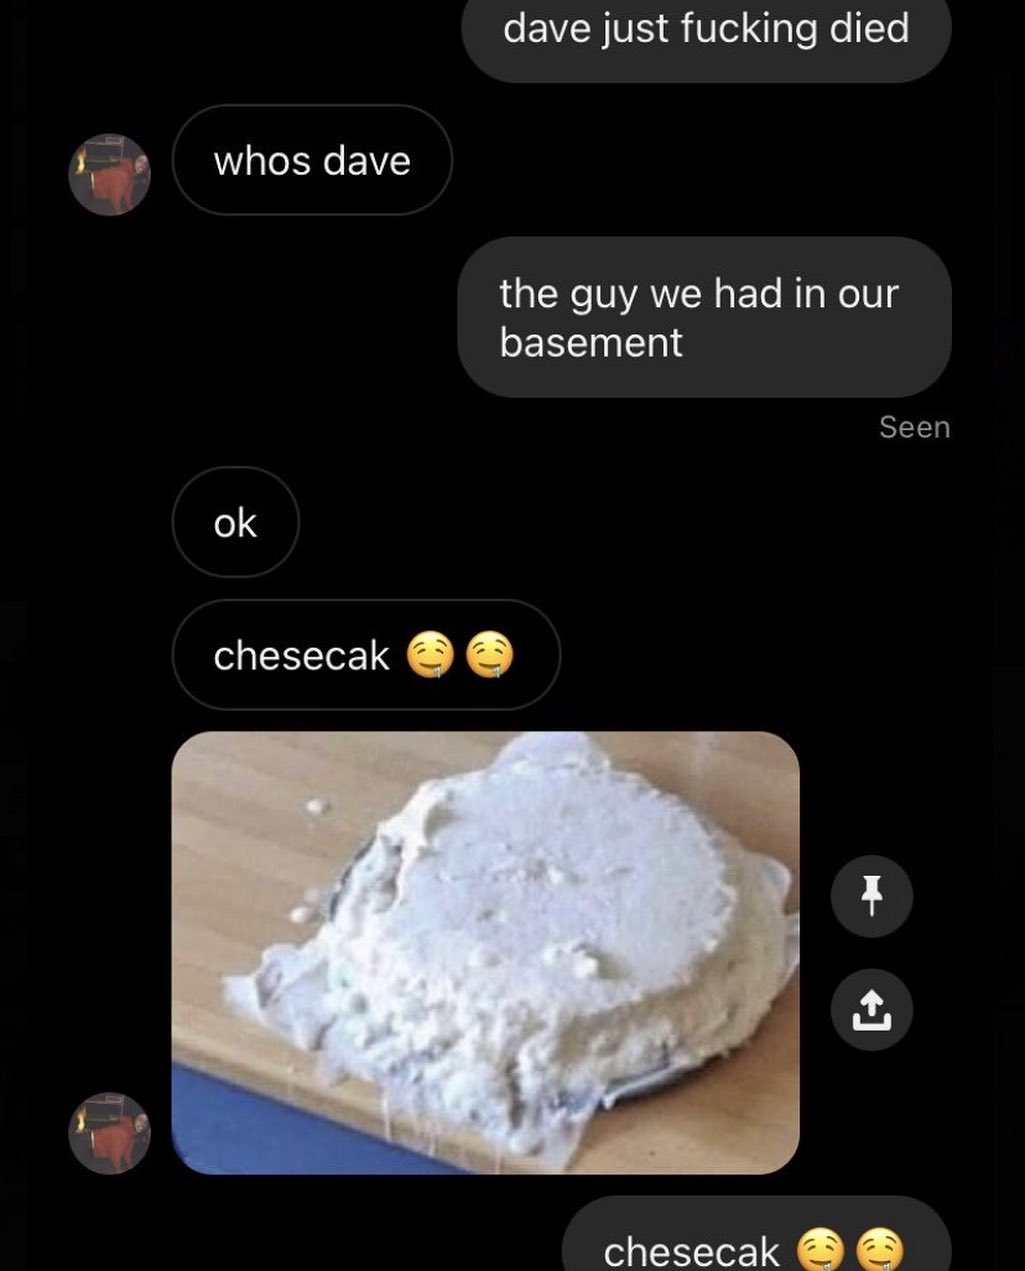 dave just fucking died
whos dave
the guy we had in our
basement
Seen
ok
chesecak 🤤🤤
chesecak 🤤🤤